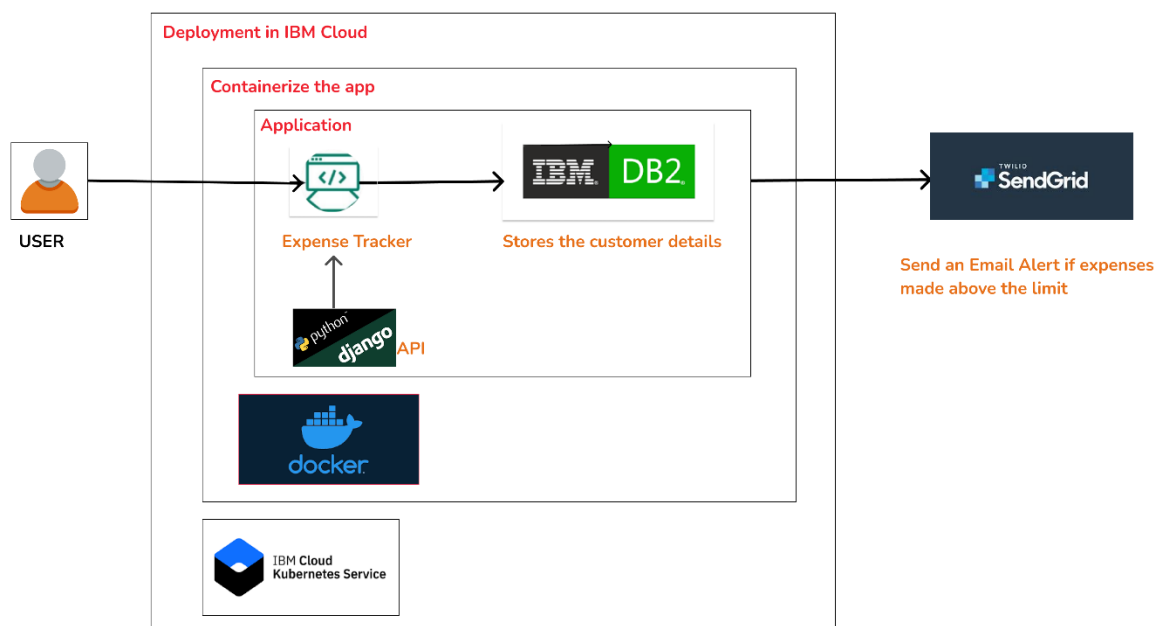 Deployment in IBM Cloud
Containerize the app
Application
USER
Expense Tracker
IBM DB2
Stores the customer details
TWILIO
SendGrid
Send an Email Alert if expenses
made above the limit
python
django
API
docker
IBM Cloud
Kubernetes Service